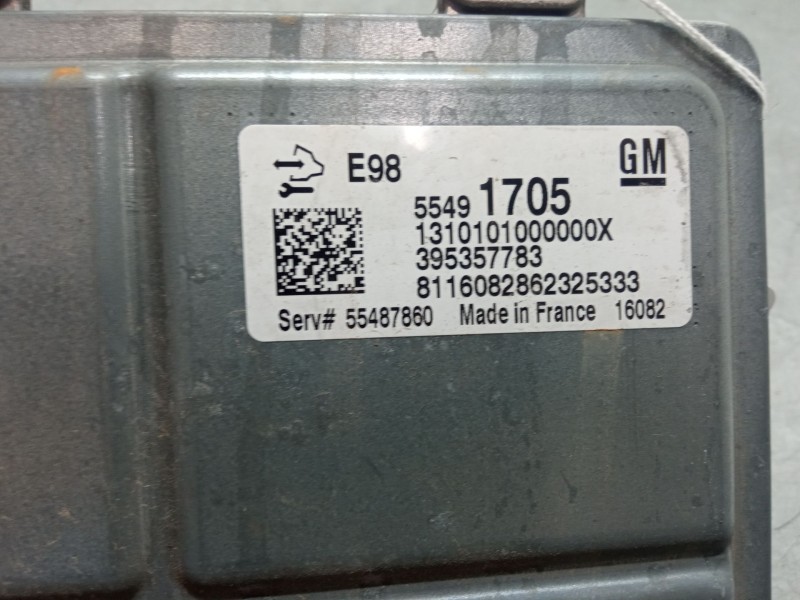 E98
GM
5549 1705
1310101000000X
395357783
8116082862325333
Serv# 55487860 Made in France 16082